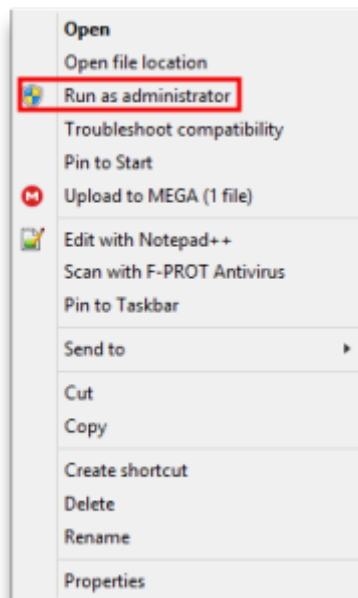 Open
Open file location
Run as administrator
Troubleshoot compatibility
Pin to Start
Upload to MEGA (1 file)
Edit with Notepad++
Scan with F-PROT Antivirus
Pin to Taskbar
Send to
Cut
Copy
Create shortcut
Delete
Rename
Properties